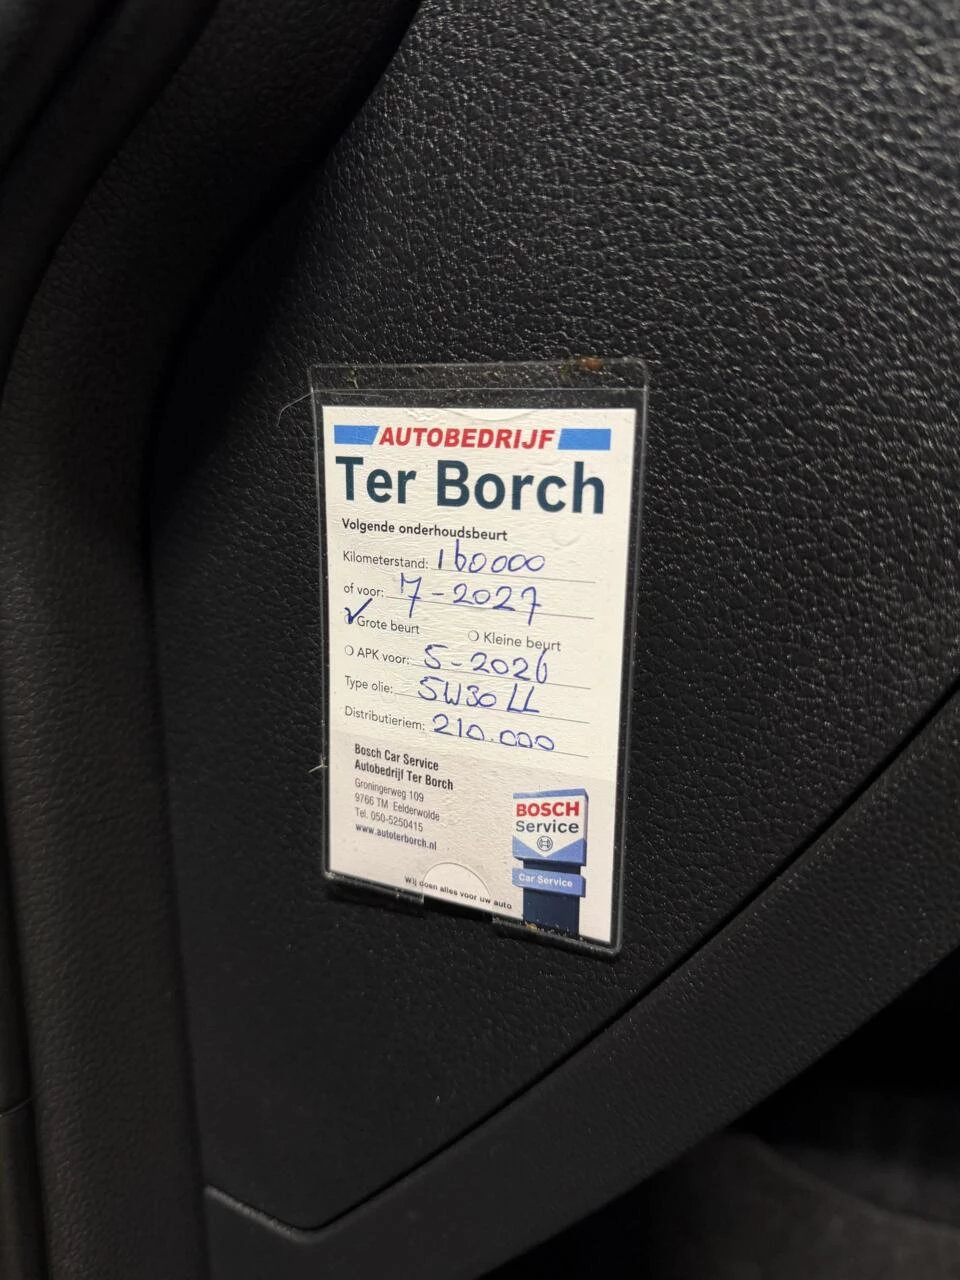 AUTOBEDRIJF
Ter Borch
Volgende onderhoudsbeurt
Kilometerstand: 160000
of voor: 7-2027
Grote beurt ○ Kleine beurt
○ APK voor: 5-2026
Type olie: 5W30 LL
Distributieriem: 210.000
Bosch Car Service
Autobedrijf Ter Borch
Groningerweg 109
9766 TM Eelderwolde
Tel. 050-5250415
www.autoterborch.nl
BOSCH
Service
Car Service
Wij doen alles voor uw auto